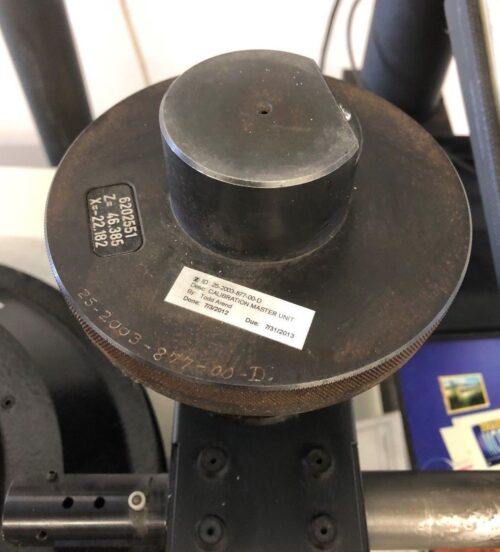 6202551
Z= 46.385
X=-22.182
ID: 25-2003-877-00-D
Desc: CALIBRATION MASTER UNIT
By: Todd Arend
Done: 7/3/2012 Due: 7/31/2013
25-2003-877-00-D.